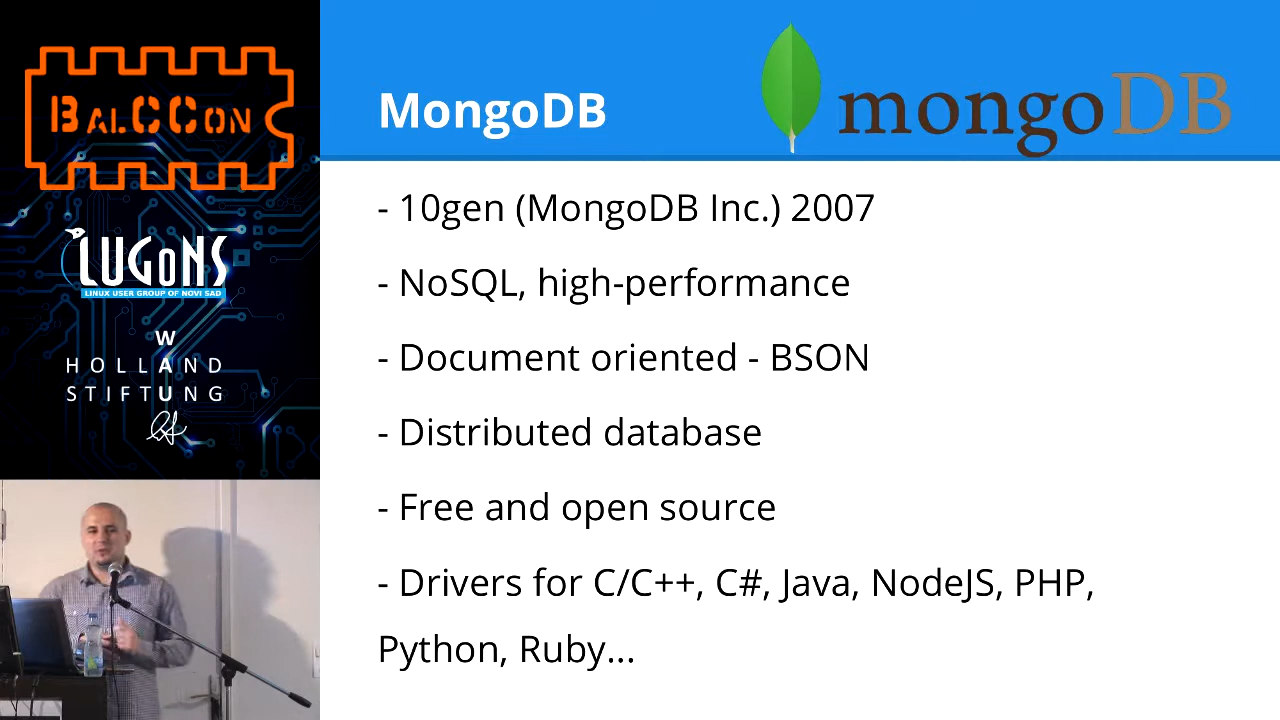 BALCCON
LUGoNS
LINUX USER GROUP OF NOVI SAD
W
HOLLAND
STIFTUNG
MongoDB
mongoDB
- 10gen (MongoDB Inc.) 2007
- NoSQL, high-performance
- Document oriented - BSON
- Distributed database
- Free and open source
- Drivers for C/C++, C#, Java, NodeJS, PHP,
Python, Ruby...